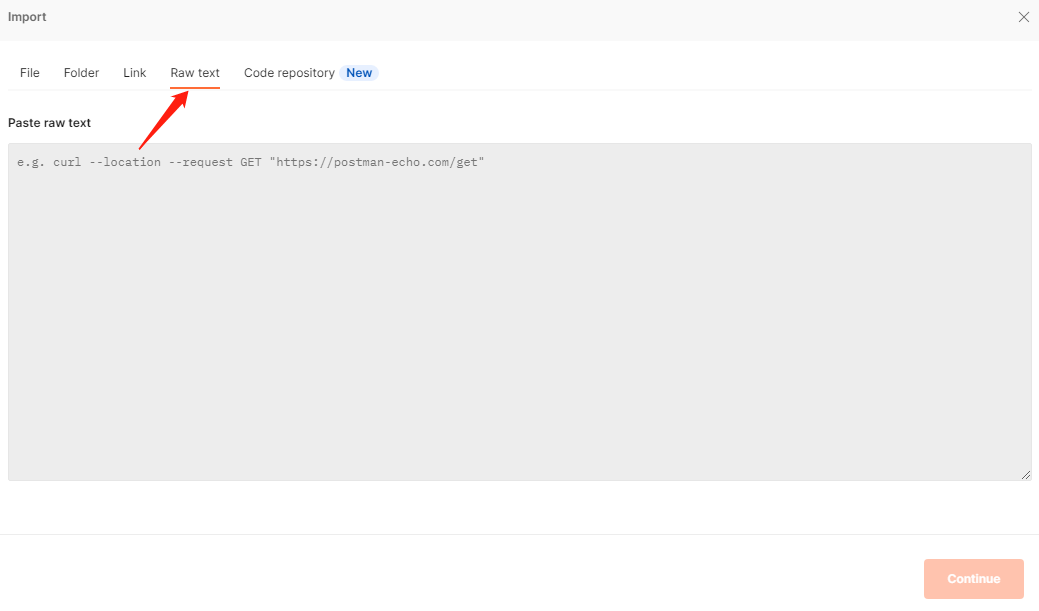 Import
File Folder Link Raw text Code repository New
Paste raw text
e.g. curl --location --request GET "https://postman-echo.com/get"
Continue